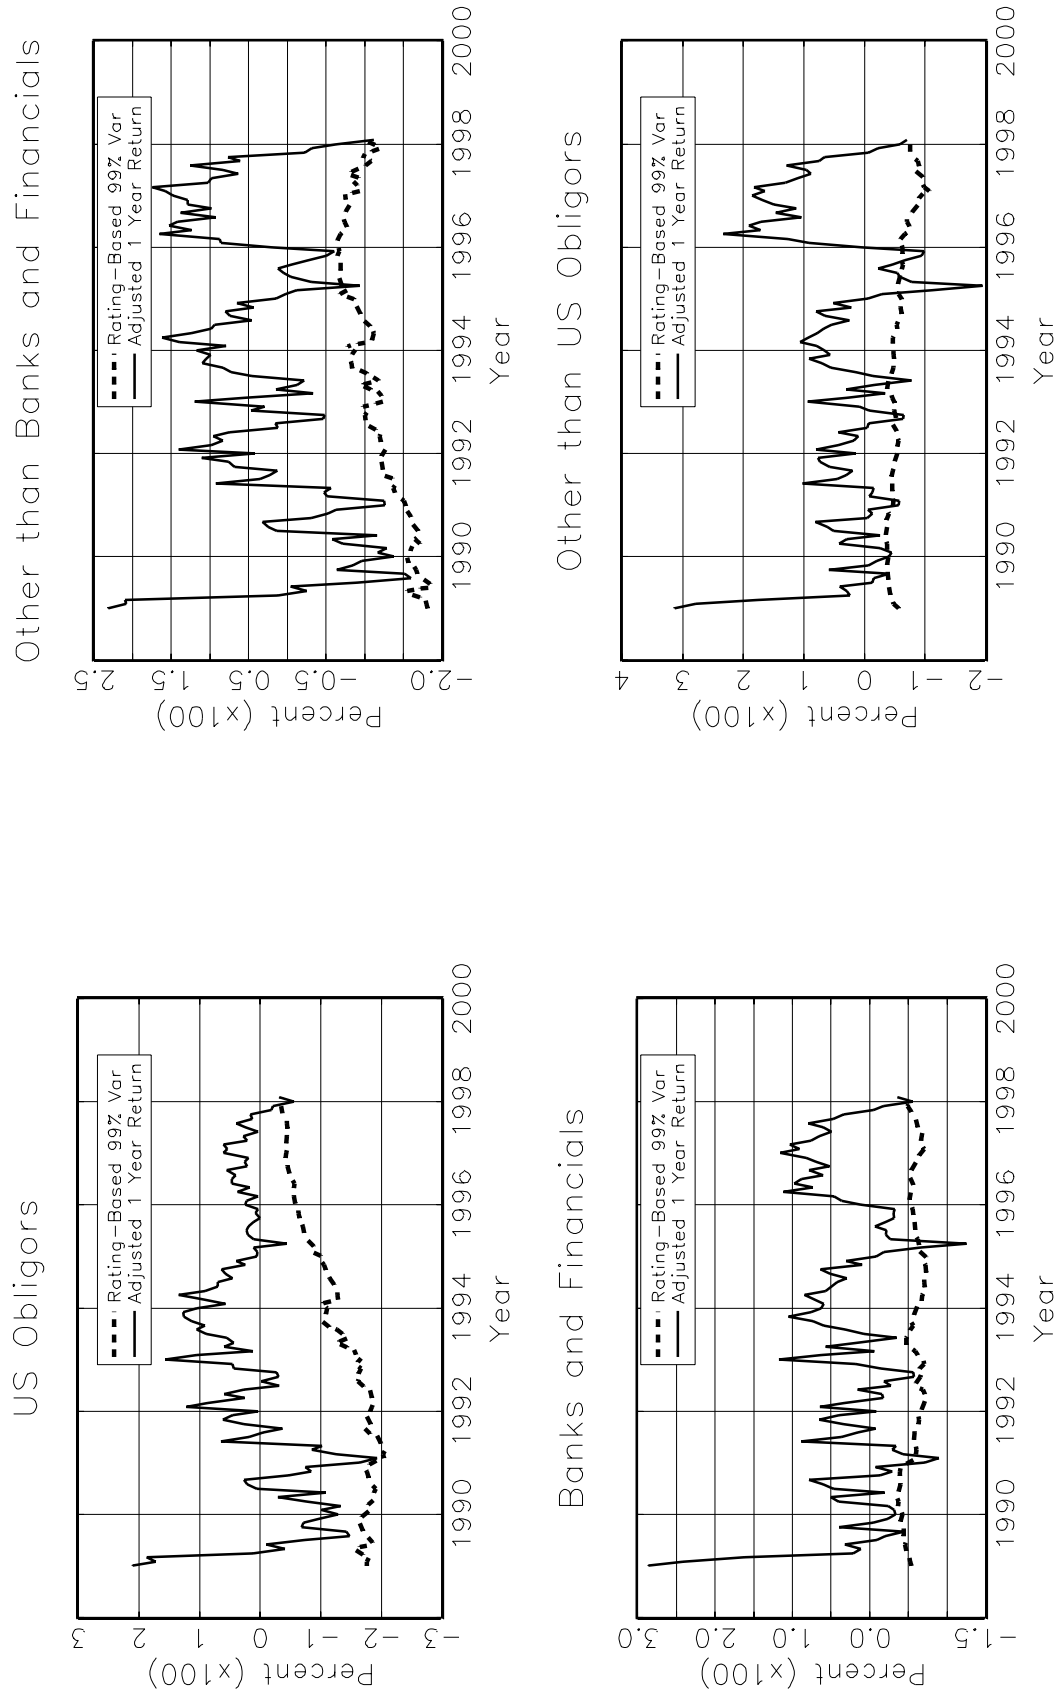 US Obligors
Percent (x100)
3
2
1
0
−1
−2
−3
Rating−Based 99% Var
Adjusted 1 Year Return
1990 1992 1994 1996 1998 2000
Year
Other than Banks and Financials
Percent (x100)
2.5
1.5
0.5
−0.5
−2.0
Rating−Based 99% Var
Adjusted 1 Year Return
1990 1992 1994 1996 1998 2000
Year
Banks and Financials
Percent (x100)
3.0
2.0
1.0
0.0
−1.5
Rating−Based 99% Var
Adjusted 1 Year Return
1990 1992 1994 1996 1998 2000
Year
Other than US Obligors
Percent (x100)
4
3
2
1
0
−1
−2
Rating−Based 99% Var
Adjusted 1 Year Return
1990 1992 1994 1996 1998 2000
Year